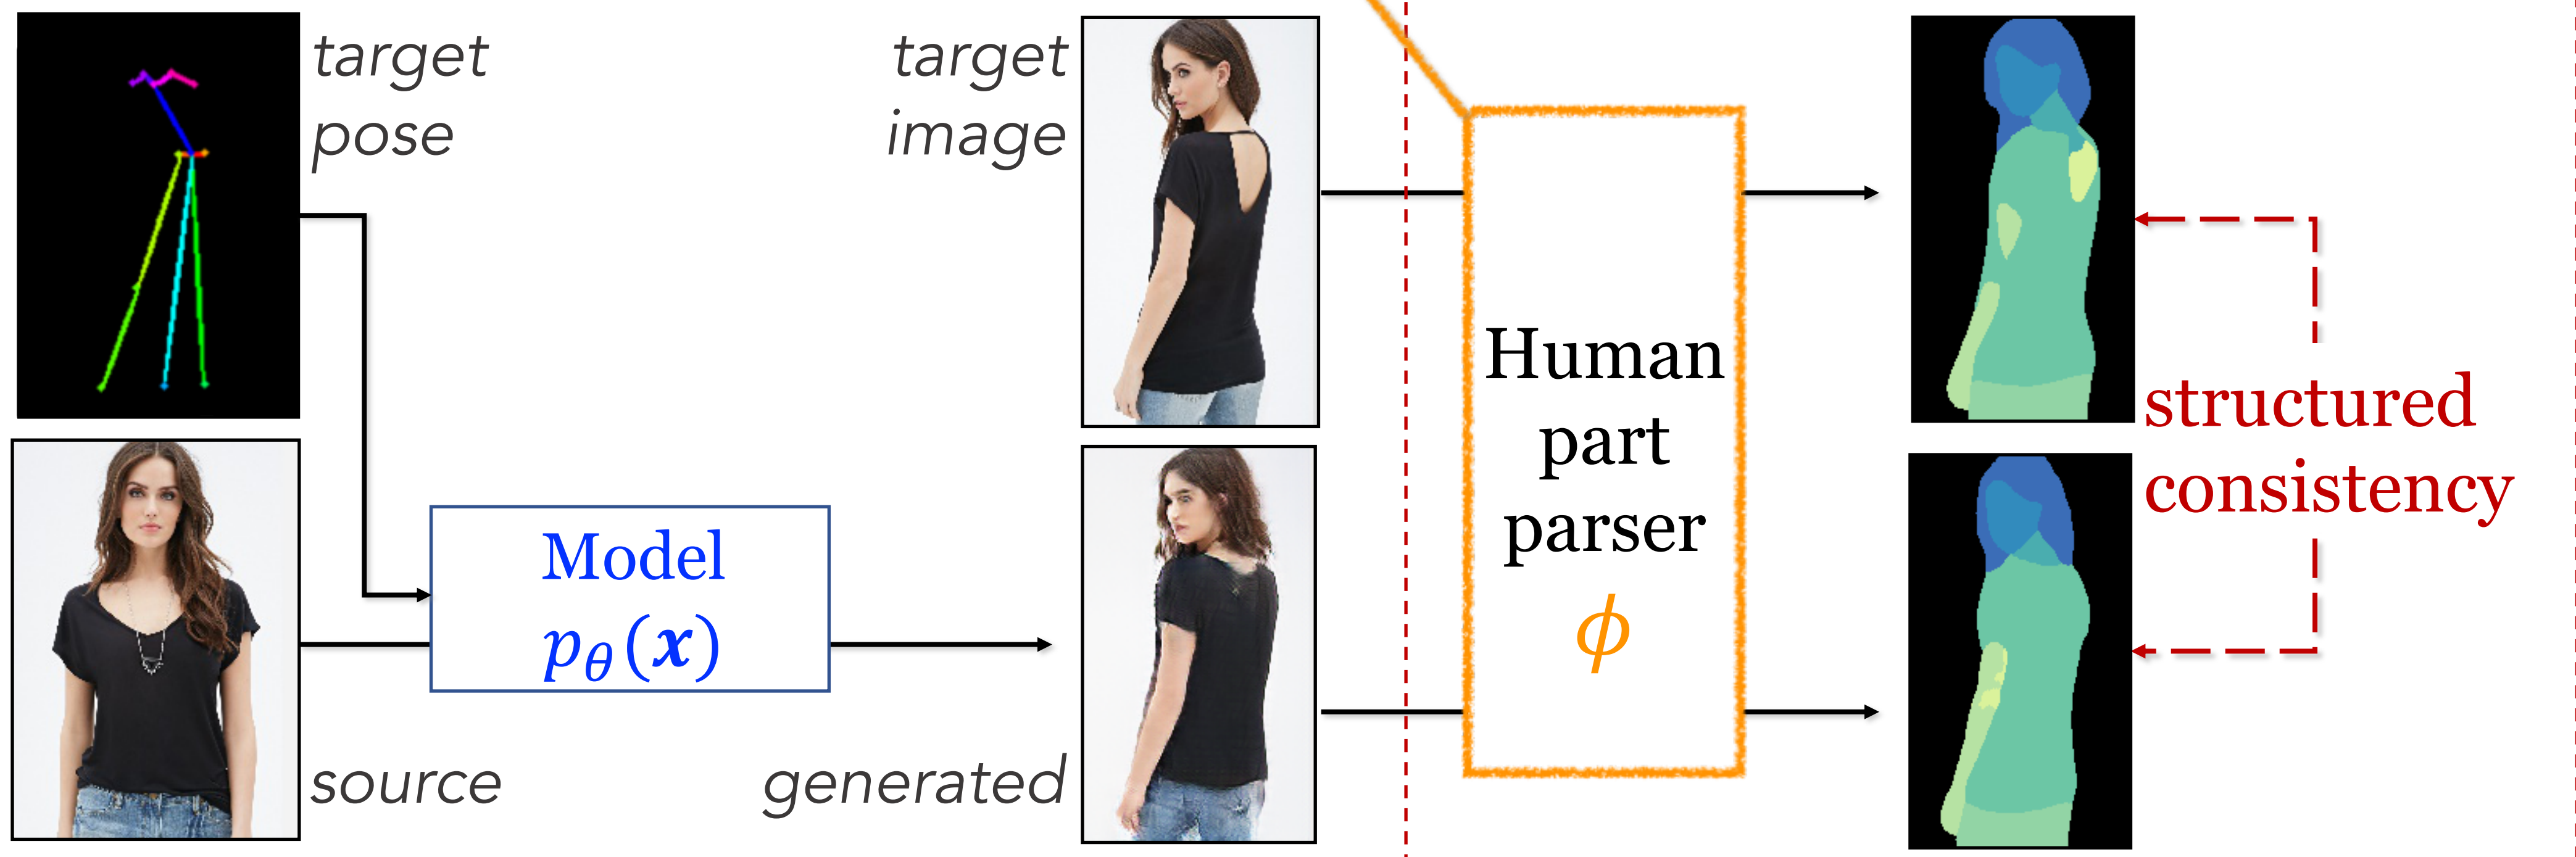 target
pose
target
image
Human
part
parser
ϕ
structured
consistency
Model
pθ(x)
source
generated